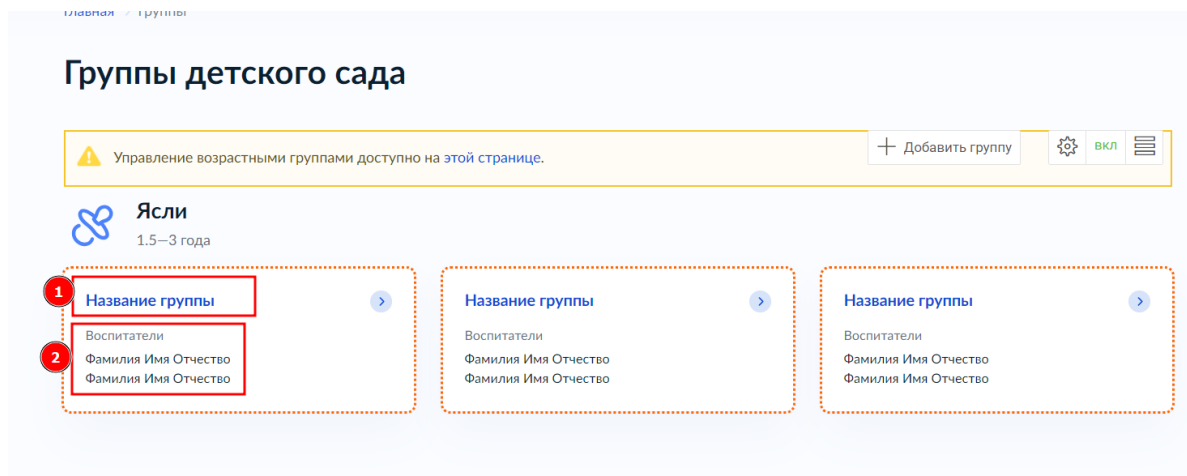 Главная > Группы
Группы детского сада
Управление возрастными группами доступно на этой странице.
Добавить группу
вкл
Ясли
1.5—3 года
1
Название группы
Воспитатели
2
Фамилия Имя Отчество
Фамилия Имя Отчество
Название группы
Воспитатели
Фамилия Имя Отчество
Фамилия Имя Отчество
Название группы
Воспитатели
Фамилия Имя Отчество
Фамилия Имя Отчество